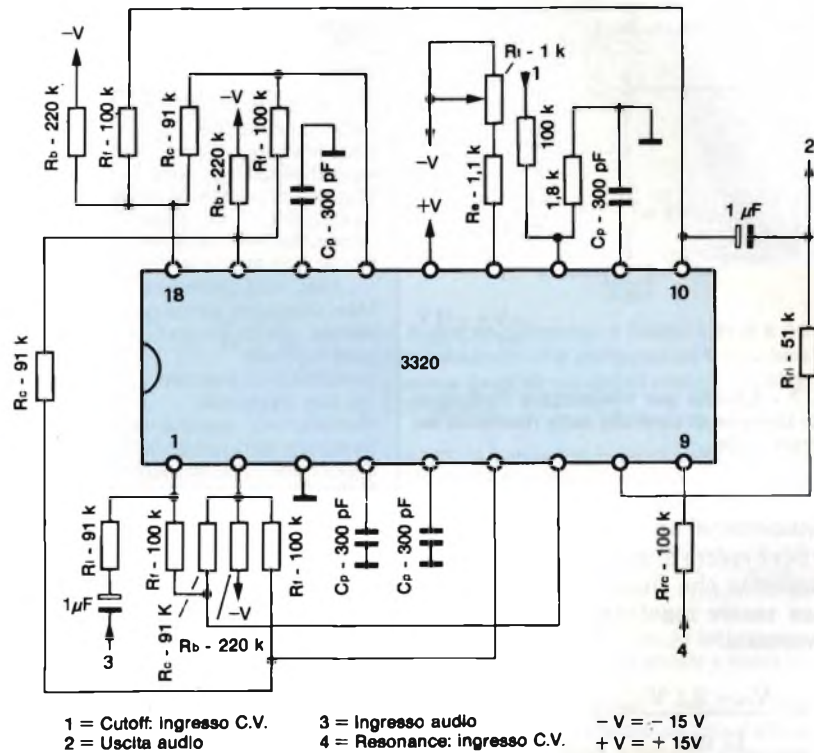 −V
Rb - 220 k
Rf - 100 k
Rc - 91 k
−V
Rb - 220 k
Rf - 100 k
Cp - 300 pF
−V
+V
Ri - 1 k
Re - 1,1 k
1
100 k
1,8 k
Cp - 300 pF
2
1 µF
18
10
3320
Rc - 91 k
Rri - 51 k
1
9
Ri - 91 k
1µF
3
Rf - 100 k
Rc - 91 K
−V
Rb - 220 k
Rf - 100 k
Cp - 300 pF
Cp - 300 pF
Rrc - 100 k
4
1 = Cutoff: ingresso C.V.
2 = Uscita audio
3 = Ingresso audio
4 = Resonance: ingresso C.V.
− V = − 15 V
+ V = + 15V